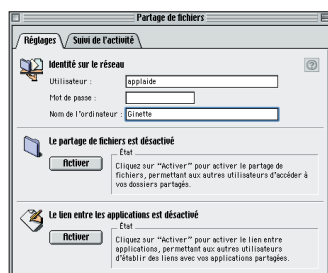 Partage de fichiers
Réglages
Suivi de l'activité
Identité sur le réseau
Utilisateur :
applaide
Mot de passe :
Nom de l'ordinateur :
Ginette
Le partage de fichiers est désactivé
Activer
État
Cliquez sur "Activer" pour activer le partage de
fichiers, permettant aux autres utilisateurs d'accéder à
vos dossiers partagés.
Le lien entre les applications est désactivé
Activer
État
Cliquez sur "Activer" pour activer le lien entre
applications, permettant aux autres utilisateurs
d'établir des liens avec vos applications partagées.